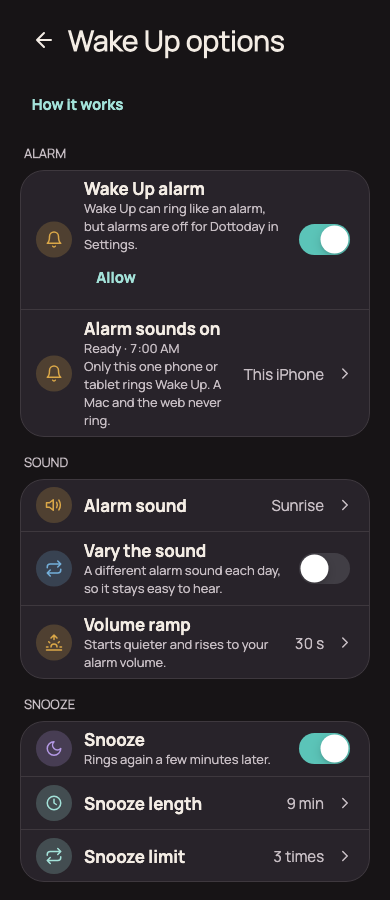 Wake Up options
How it works
ALARM
Wake Up alarm
Wake Up can ring like an alarm,
but alarms are off for Dottoday in
Settings.
Allow
Alarm sounds on
Ready · 7:00 AM
Only this one phone or
tablet rings Wake Up. A
Mac and the web never
ring.
This iPhone
SOUND
Alarm sound
Sunrise
Vary the sound
A different alarm sound each day,
so it stays easy to hear.
Volume ramp
Starts quieter and rises to your
alarm volume.
30 s
SNOOZE
Snooze
Rings again a few minutes later.
Snooze length
9 min
Snooze limit
3 times